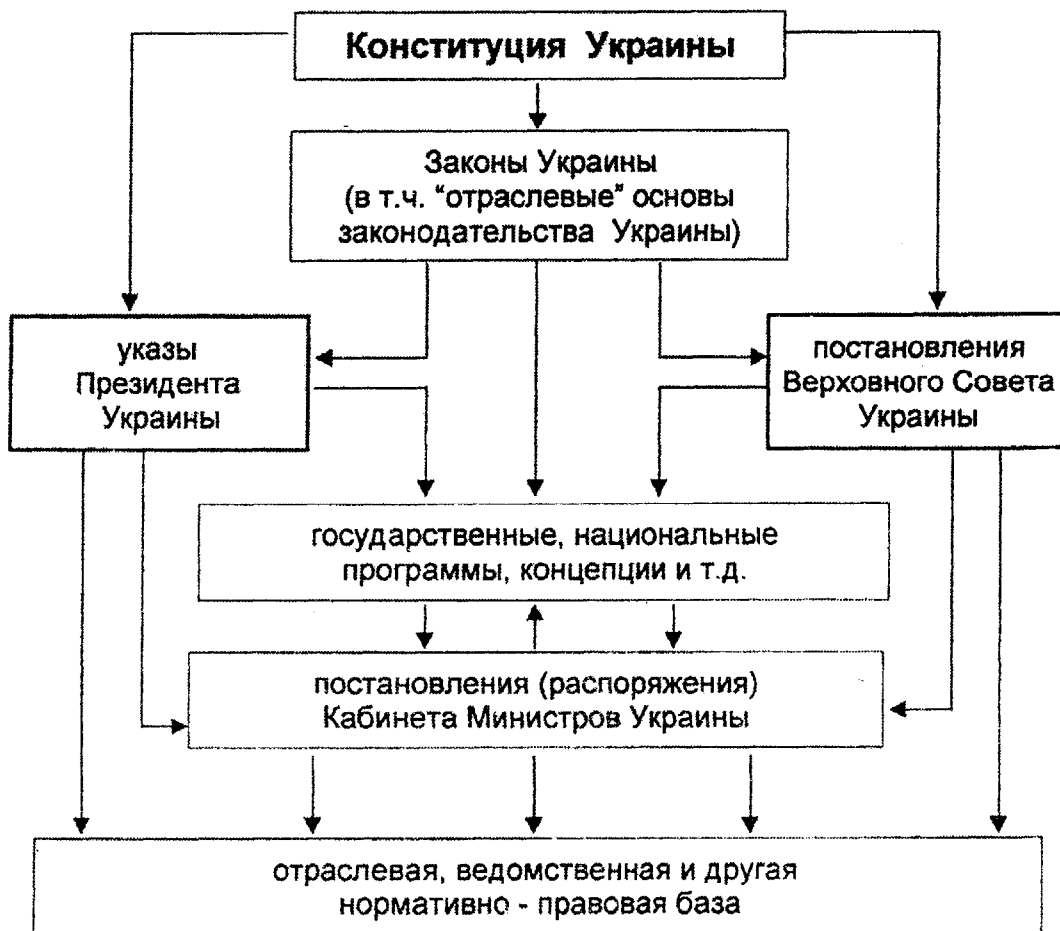 Конституция Украины
Законы Украины
(в т.ч. "отраслевые" основы
законодательства Украины)
указы
Президента
Украины
постановления
Верховного Совета
Украины
государственные, национальные
программы, концепции и т.д.
постановления (распоряжения)
Кабинета Министров Украины
отраслевая, ведомственная и другая
нормативно - правовая база